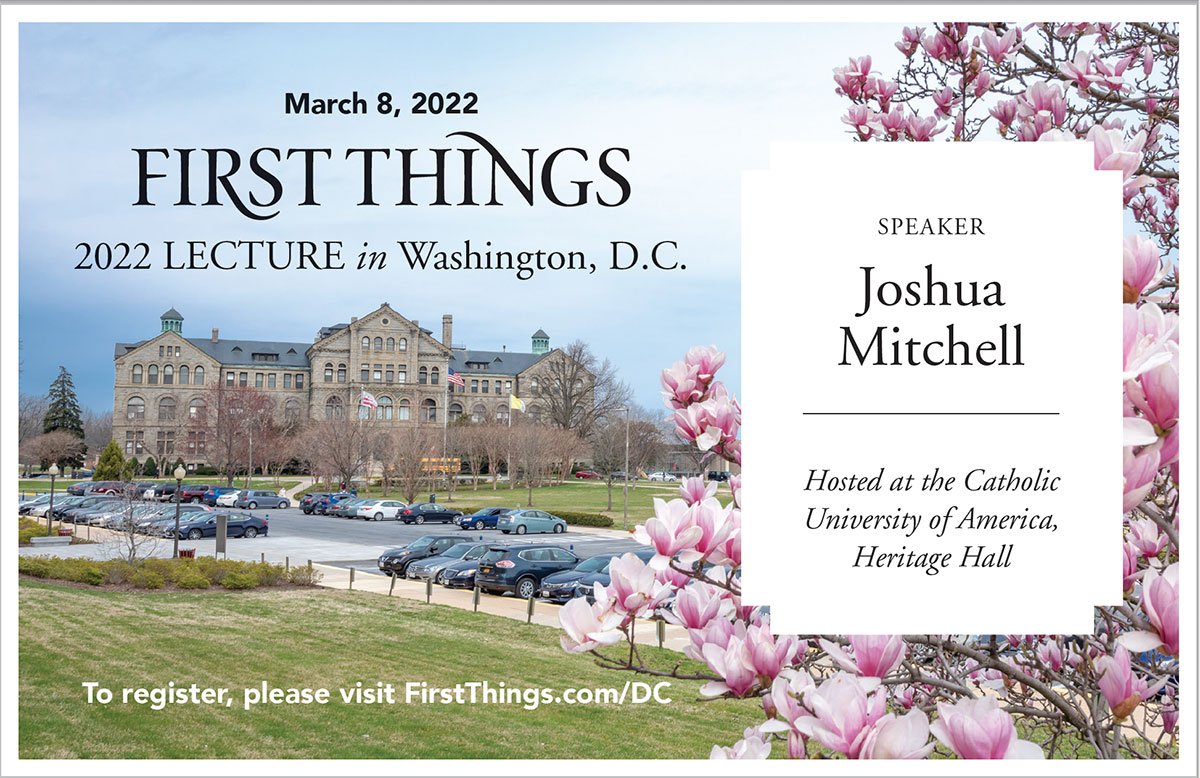 March 8, 2022
FIRST THINGS
2022 LECTURE in Washington, D.C.
SPEAKER
Joshua
Mitchell
Hosted at the Catholic
University of America,
Heritage Hall
To register, please visit FirstThings.com/DC